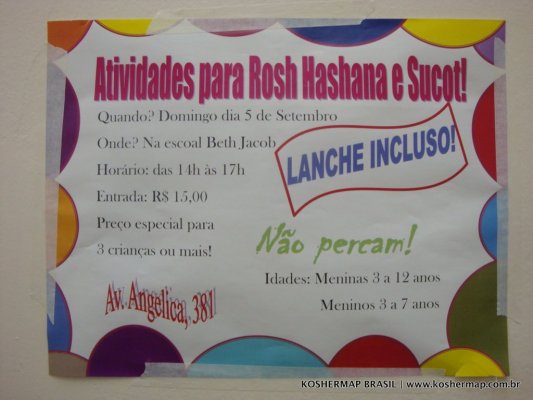 Atividades para Rosh Hashana e Sucot!
Quando? Domingo dia 5 de Setembro
Onde? Na escoal Beth Jacob
LANCHE INCLUSO!
Horário: das 14h às 17h
Entrada: R$ 15,00
Preço especial para
3 crianças ou mais!
Não percam!
Idades: Meninas 3 a 12 anos
Meninos 3 a 7 anos
Av. Angelica, 381
KOSHERMAP BRASIL | www.koshermap.com.br